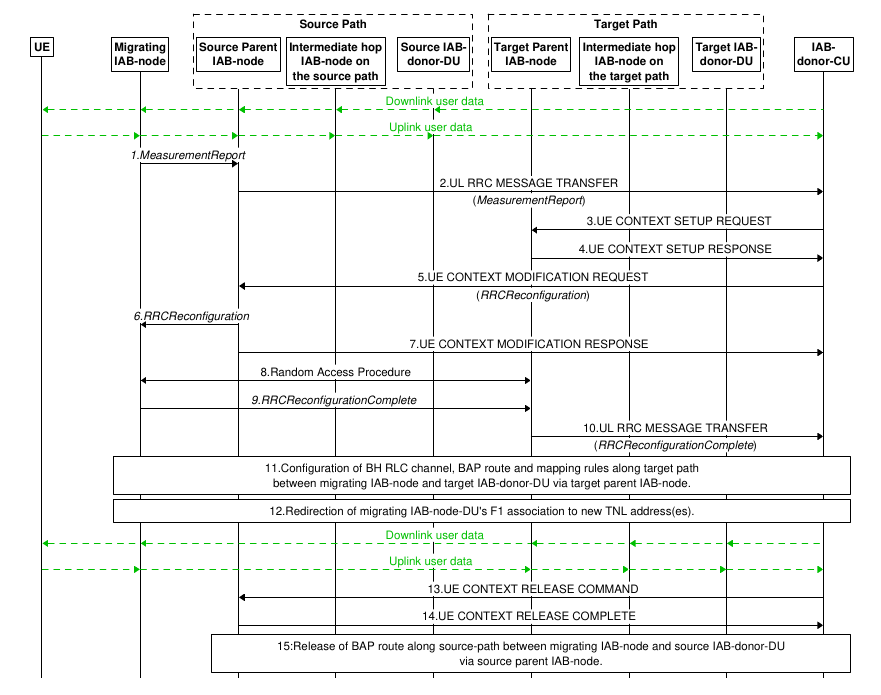 Source Path
Target Path
UE
Migrating
IAB-node
Source Parent
IAB-node
Intermediate hop
IAB-node on
the source path
Source IAB-
donor-DU
Target Parent
IAB-node
Intermediate hop
IAB-node on
the target path
Target IAB-
donor-DU
IAB-
donor-CU
Downlink user data
Uplink user data
1.MeasurementReport
2.UL RRC MESSAGE TRANSFER
(MeasurementReport)
3.UE CONTEXT SETUP REQUEST
4.UE CONTEXT SETUP RESPONSE
5.UE CONTEXT MODIFICATION REQUEST
(RRCReconfiguration)
6.RRCReconfiguration
7.UE CONTEXT MODIFICATION RESPONSE
8.Random Access Procedure
9.RRCReconfigurationComplete
10.UL RRC MESSAGE TRANSFER
(RRCReconfigurationComplete)
11.Configuration of BH RLC channel, BAP route and mapping rules along target path
between migrating IAB-node and target IAB-donor-DU via target parent IAB-node.
12.Redirection of migrating IAB-node-DU's F1 association to new TNL address(es).
Downlink user data
Uplink user data
13.UE CONTEXT RELEASE COMMAND
14.UE CONTEXT RELEASE COMPLETE
15:Release of BAP route along source-path between migrating IAB-node and source IAB-donor-DU
via source parent IAB-node.